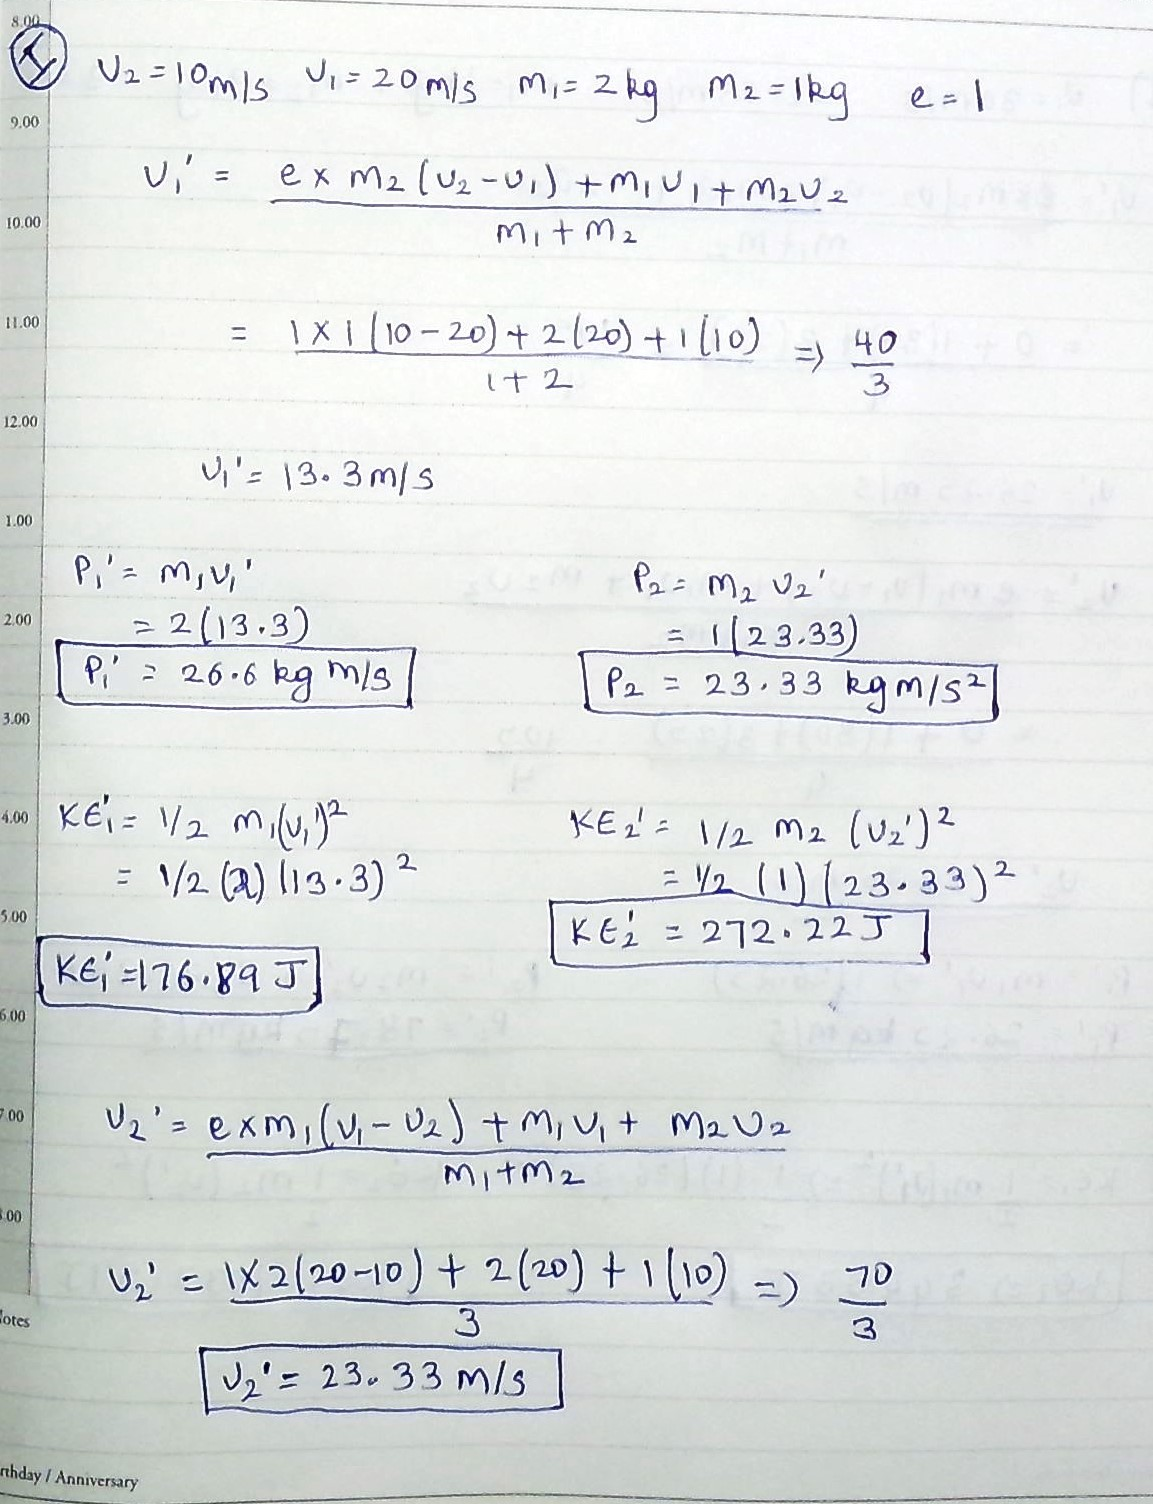 8.00
U₂ = 10 m/s U₁ = 20 m/s m₁ = 2 kg m₂ = 1 kg e = 1
9.00
U₁' = e x m₂ (U₂ - U₁) + m₁U₁ + m₂U₂
10.00
m₁ + m₂
11.00
= 1 X 1 (10 - 20) + 2 (20) + 1 (10) => 40
1 + 2 3
12.00
U₁' = 13.3 m/s
1.00
P₁' = m₁U₁' P₂ = m₂ U₂'
2.00
= 2(13.3) = 1(23.33)
P₁' = 26.6 kg m/s P₂ = 23.33 kg m/s²
3.00
4.00
KE₁' = 1/2 m₁(U₁')² KE₂' = 1/2 m₂ (U₂')²
= 1/2 (2) (13.3)² = 1/2 (1) (23.33)²
5.00
KE₂' = 272.22 J
KE₁' = 176.89 J
6.00
7.00
U₂' = e x m₁(U₁ - U₂) + m₁U₁ + m₂U₂
m₁ + m₂
8.00
U₂' = 1X2(20-10) + 2(20) + 1(10) => 70
3 3
Notes
U₂' = 23.33 m/s
rthday / Anniversary